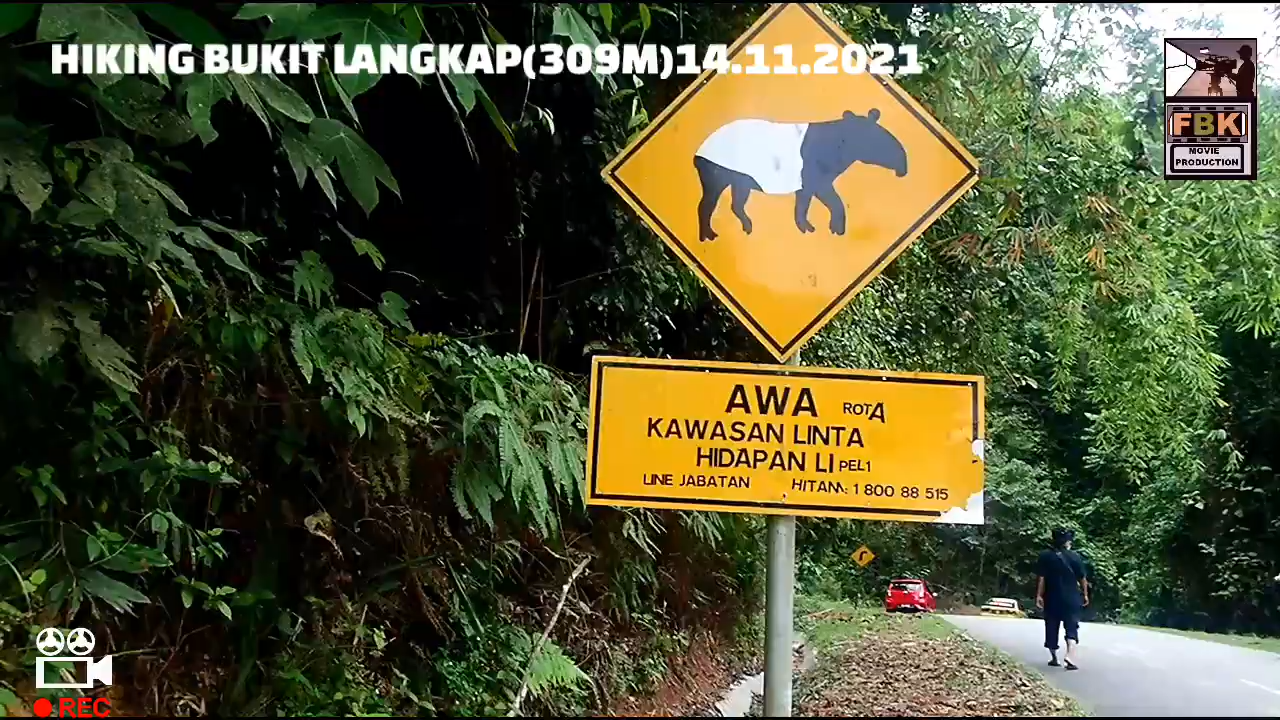 HIKING BUKIT LANGKAP(309M)14.11.2021
FBK
MOVIE
PRODUCTION
AWA ROTA
KAWASAN LINTA
HIDAPAN LI PEL1
LINE JABATAN HITAM: 1 800 88 515
REC